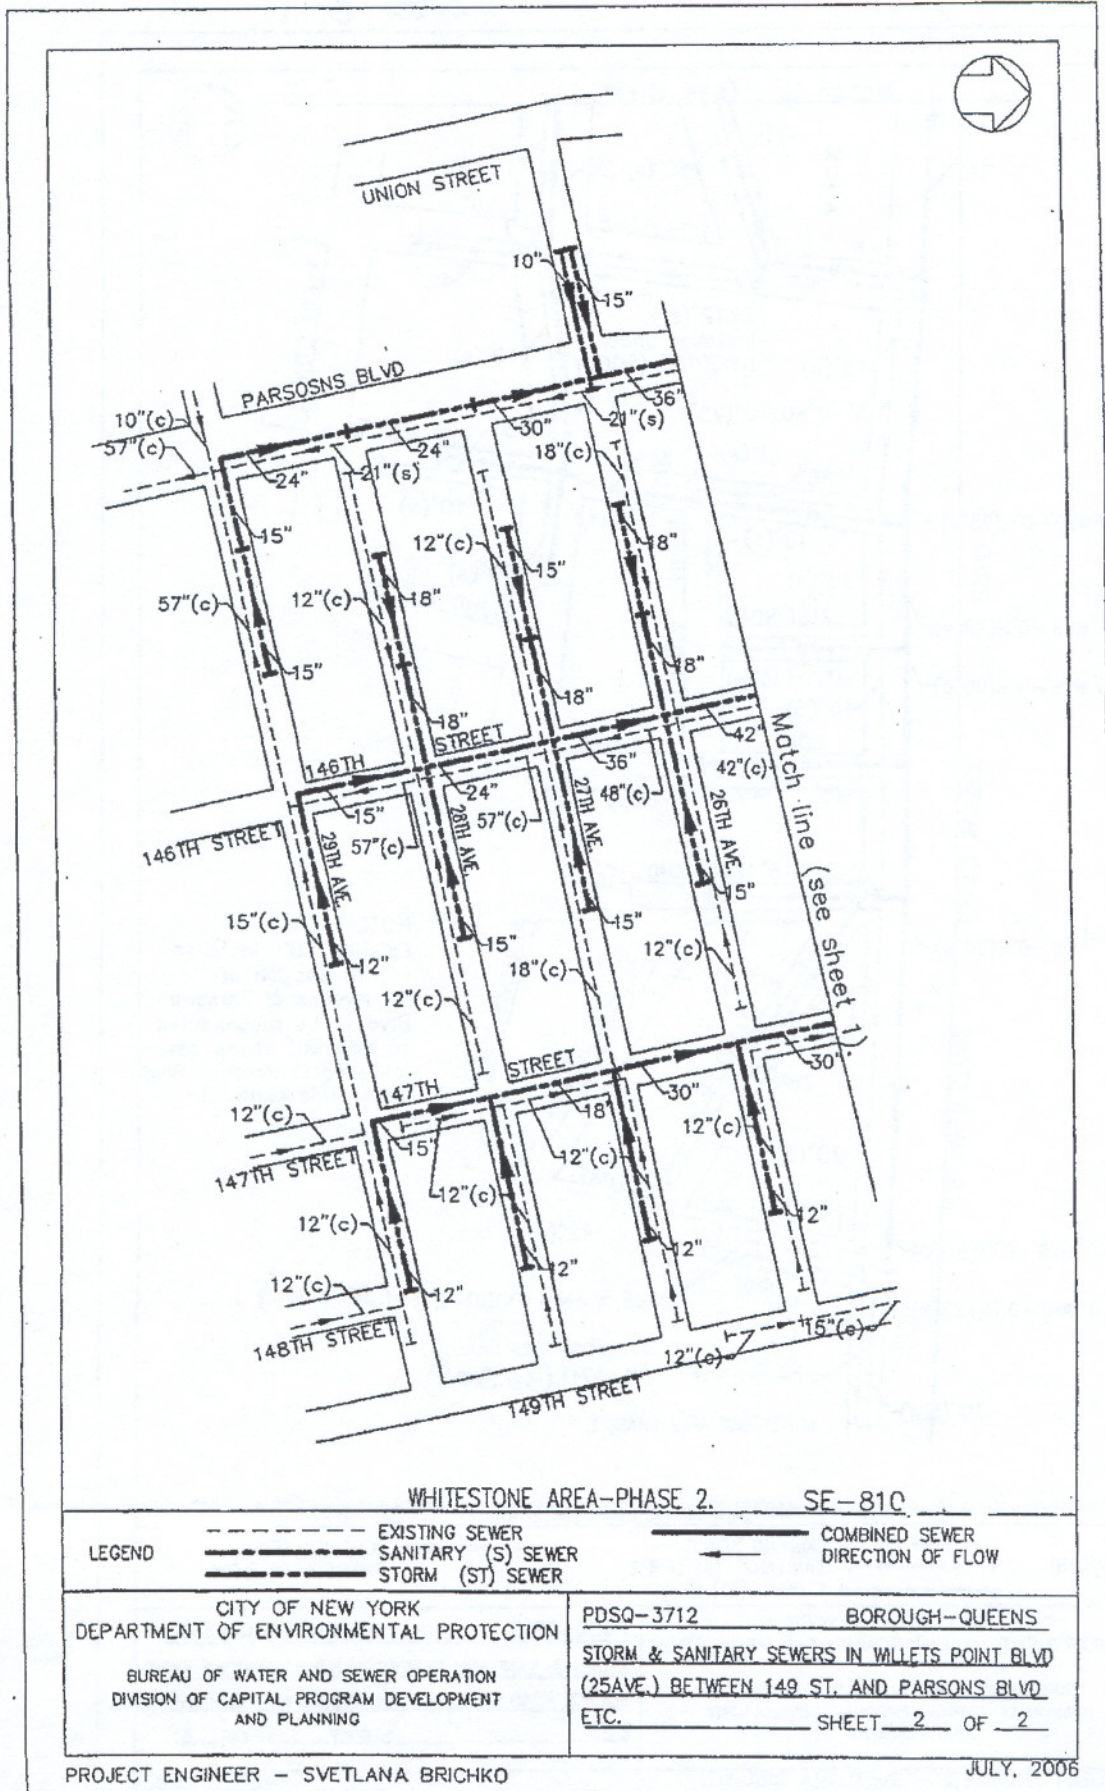 UNION STREET
10"
15"
PARSOSNS BLVD
10"(c)
57"(c)
36"
21"(s)
30"
24"
18"(c)
24"
21"(s)
15"
12"(c)
18"
15"
57"(c)
12"(c)
18"
15"
18"
18"
18"
STREET
42"
146TH
36"
42"(c)
24"
48"(c)
15"
57"(c)
57"(c)
146TH STREET
29TH AVE.
28TH AVE.
27TH AVE.
26TH AVE.
Match line (see sheet 1)
15"
15"(c)
15"
15"
12"
18"(c)
12"(c)
12"(c)
30"
STREET
147TH
30"
18"
12"(c)
15"
12"(c)
12"(c)
147TH STREET
12"(c)
12"(c)
12"
12"
12"
12"
12"(c)
148TH STREET
15"(c)
12"(c)
149TH STREET
WHITESTONE AREA-PHASE 2. SE-810
LEGEND
EXISTING SEWER
SANITARY (S) SEWER
STORM (ST) SEWER
COMBINED SEWER
DIRECTION OF FLOW
CITY OF NEW YORK
DEPARTMENT OF ENVIRONMENTAL PROTECTION
BUREAU OF WATER AND SEWER OPERATION
DIVISION OF CAPITAL PROGRAM DEVELOPMENT
AND PLANNING
PDSQ-3712 BOROUGH-QUEENS
STORM & SANITARY SEWERS IN WILLETS POINT BLVD
(25AVE.) BETWEEN 149 ST. AND PARSONS BLVD
ETC. SHEET 2 OF 2
PROJECT ENGINEER - SVETLANA BRICHKO
JULY, 2006